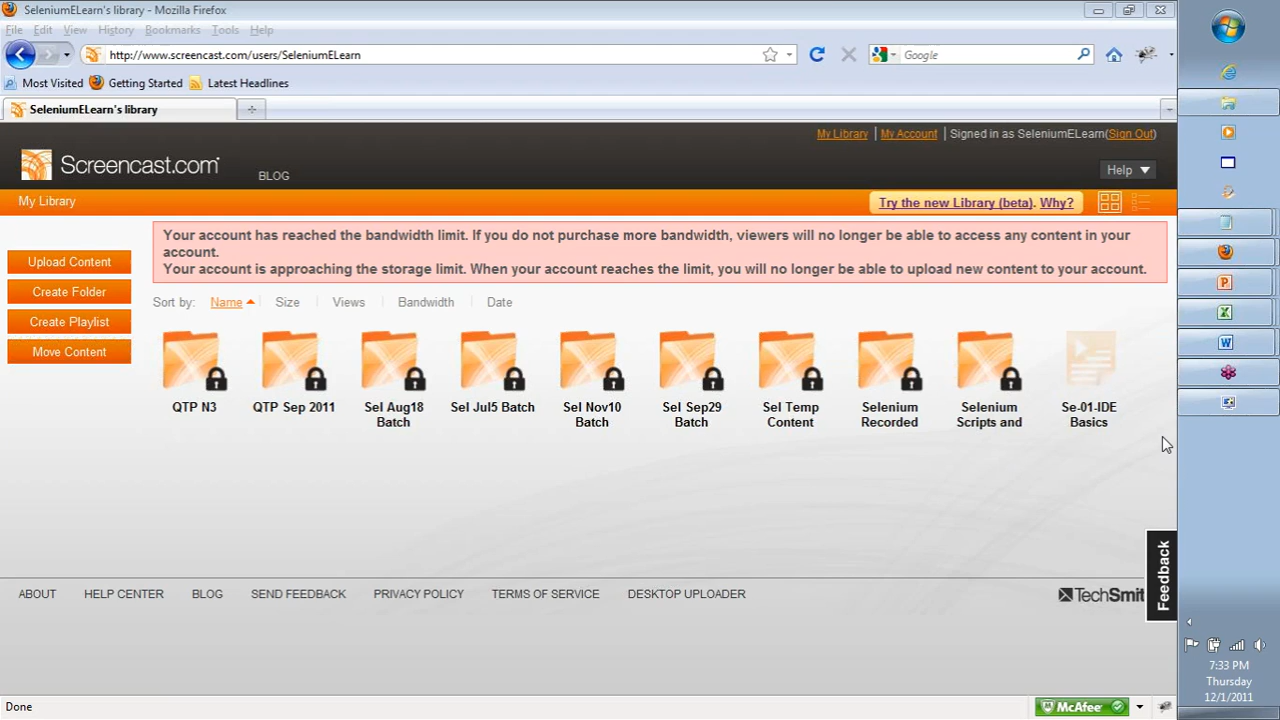 SeleniumELearn's library - Mozilla Firefox
File Edit View History Bookmarks Tools Help
http://www.screencast.com/users/SeleniumELearn
Google
Most Visited Getting Started Latest Headlines
SeleniumELearn's library
My Library | My Account | Signed in as SeleniumELearn(Sign Out)
Screencast.com
BLOG
Help
My Library
Try the new Library (beta). Why?
Your account has reached the bandwidth limit. If you do not purchase more bandwidth, viewers will no longer be able to access any content in your
account.
Your account is approaching the storage limit. When your account reaches the limit, you will no longer be able to upload new content to your account.
Upload Content
Create Folder
Create Playlist
Move Content
Sort by: Name Size Views Bandwidth Date
QTP N3
QTP Sep 2011
Sel Aug18
Batch
Sel Jul5 Batch
Sel Nov10
Batch
Sel Sep29
Batch
Sel Temp
Content
Selenium
Recorded
Selenium
Scripts and
Se-01-IDE
Basics
Feedback
ABOUT HELP CENTER BLOG SEND FEEDBACK PRIVACY POLICY TERMS OF SERVICE DESKTOP UPLOADER
TechSmit
7:33 PM
Thursday
12/1/2011
Done
McAfee